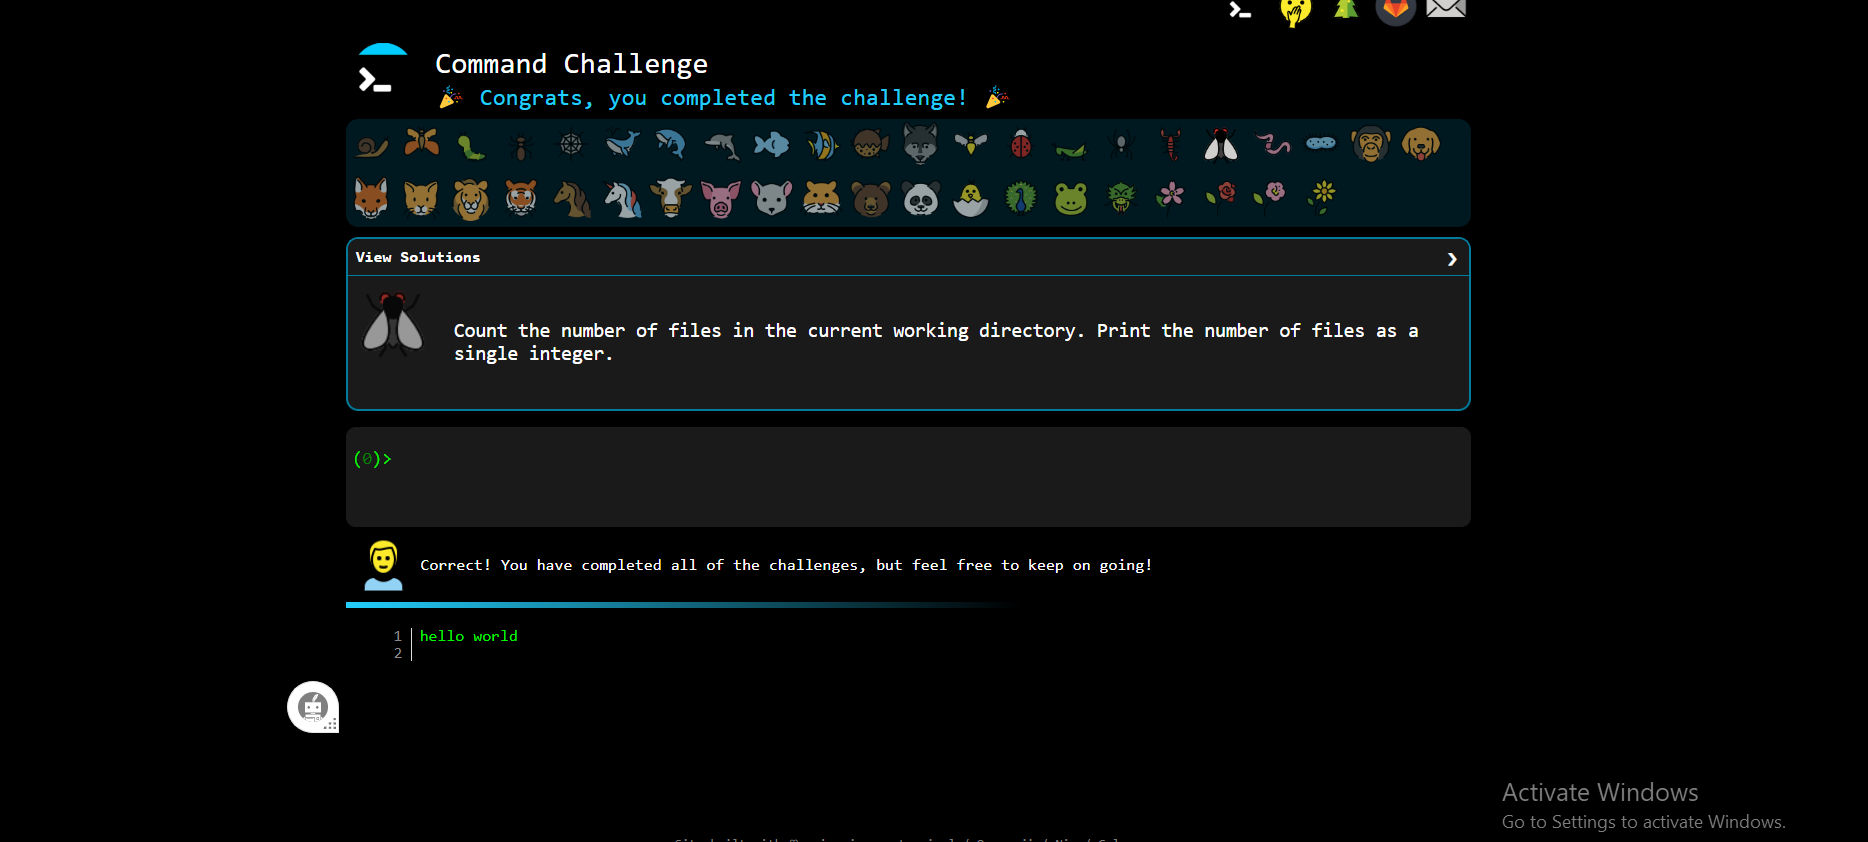 Command Challenge
Congrats, you completed the challenge!
View Solutions
Count the number of files in the current working directory. Print the number of files as a
single integer.
(0)>
Correct! You have completed all of the challenges, but feel free to keep on going!
1 hello world
2
Activate Windows
Go to Settings to activate Windows.